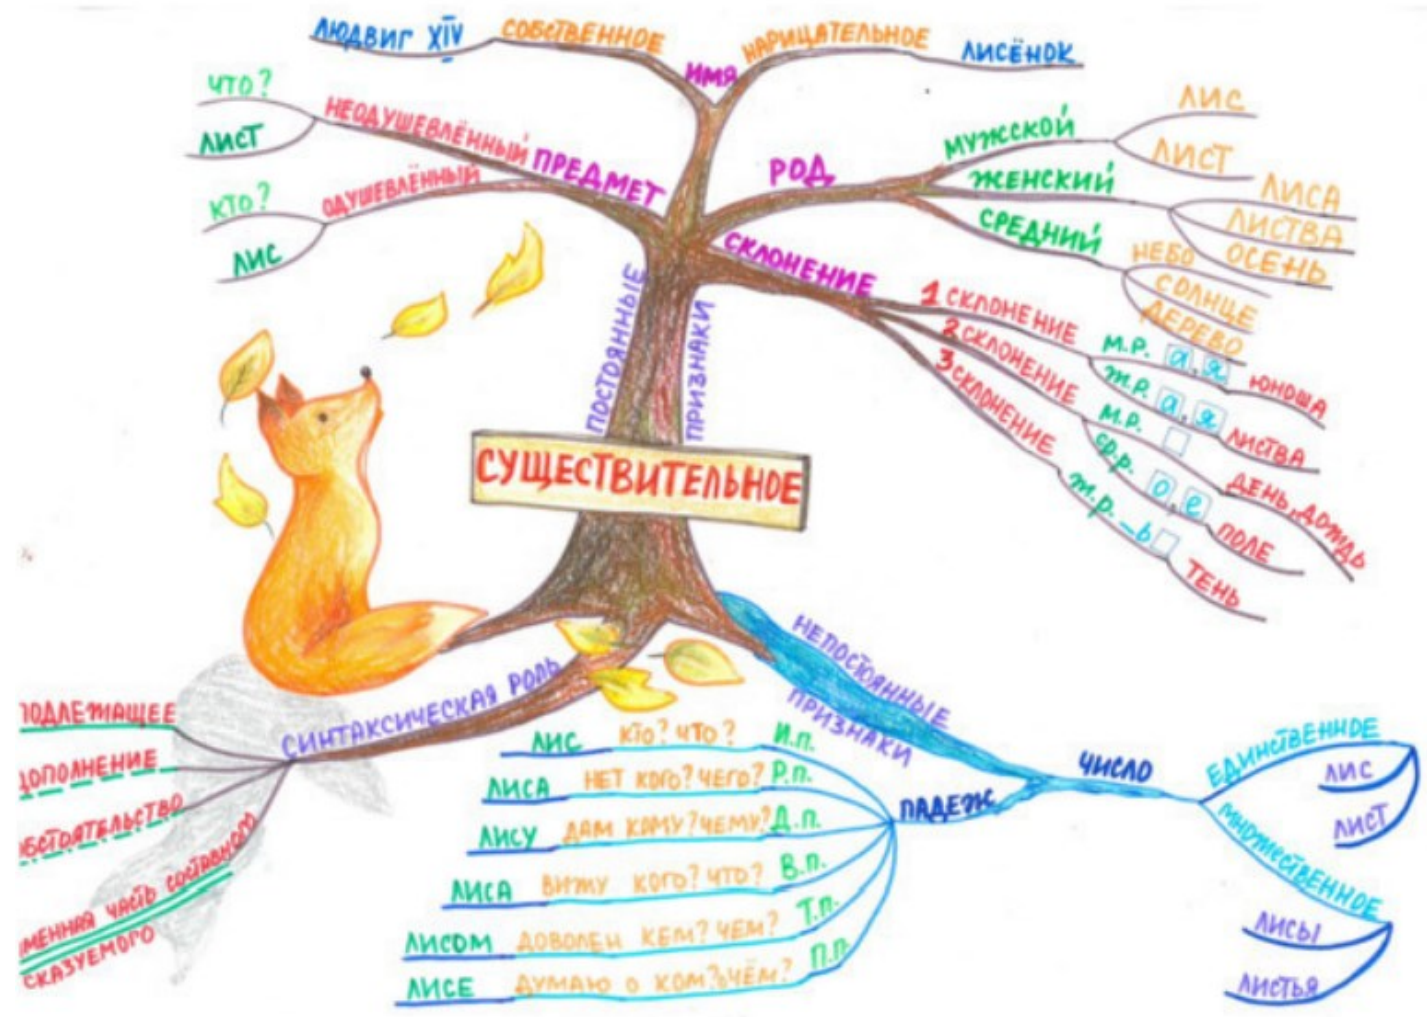 ЛЮДВИГ XIV
СОБСТВЕННОЕ
ИМЯ
НАРИЦАТЕЛЬНОЕ
ЛИСЁНОК
ЧТО?
ЛИСТ
НЕОДУШЕВЛЁННЫЙ
ПРЕДМЕТ
КТО?
ЛИС
ОДУШЕВЛЁННЫЙ
РОД
МУЖСКОЙ
ЛИС
ЛИСТ
ЖЕНСКИЙ
ЛИСА
ЛИСТВА
ОСЕНЬ
СРЕДНИЙ
НЕБО
СОЛНЦЕ
ДЕРЕВО
СКЛОНЕНИЕ
1 СКЛОНЕНИЕ
м.р. а, я ЮНОША
ж.р. а, я ЛИСТВА
2 СКЛОНЕНИЕ
м.р. ДЕНЬ, ДОЖДЬ
ср.р. о, е ПОЛЕ
3 СКЛОНЕНИЕ
ж.р. _ь ТЕНЬ
ПОСТОЯННЫЕ
ПРИЗНАКИ
СУЩЕСТВИТЕЛЬНОЕ
СИНТАКСИЧЕСКАЯ РОЛЬ
ПОДЛЕЖАЩЕЕ
ДОПОЛНЕНИЕ
ОБСТОЯТЕЛЬСТВО
ИМЕННАЯ ЧАСТЬ СОСТАВНОГО
СКАЗУЕМОГО
НЕПОСТОЯННЫЕ
ПРИЗНАКИ
ПАДЕЖ
ЛИС КТО? ЧТО? И.п.
ЛИСА НЕТ КОГО? ЧЕГО? Р.п.
ЛИСУ ДАМ КОМУ? ЧЕМУ? Д.п.
ЛИСА ВИЖУ КОГО? ЧТО? В.п.
ЛИСОМ ДОВОЛЕН КЕМ? ЧЕМ? Т.п.
ЛИСЕ ДУМАЮ О КОМ? ЧЁМ? П.п.
ЧИСЛО
ЕДИНСТВЕННОЕ
ЛИС
ЛИСТ
МНОЖЕСТВЕННОЕ
ЛИСЫ
ЛИСТЬЯ